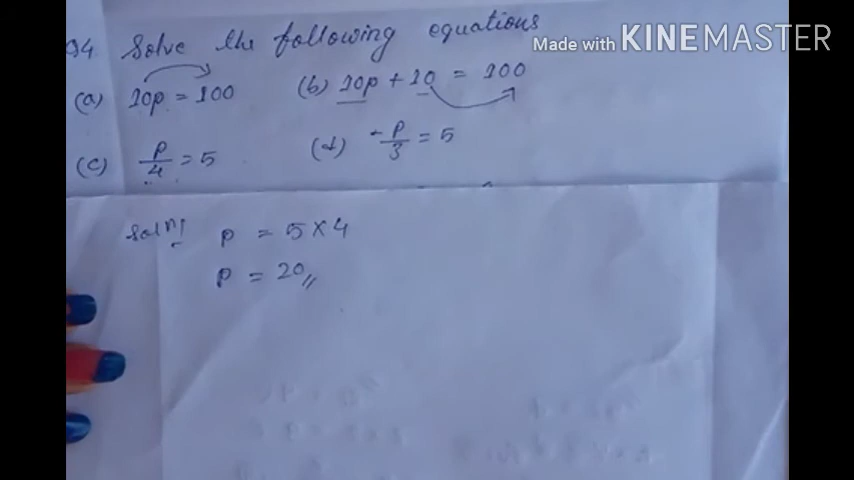 Q4 Solve the following equations
Made with KINEMASTER
(a) 10p = 100 (b) 10p + 10 = 100
(c) p/4 = 5 (d) -p/3 = 5
Soln:
p = 5 × 4
p = 20//